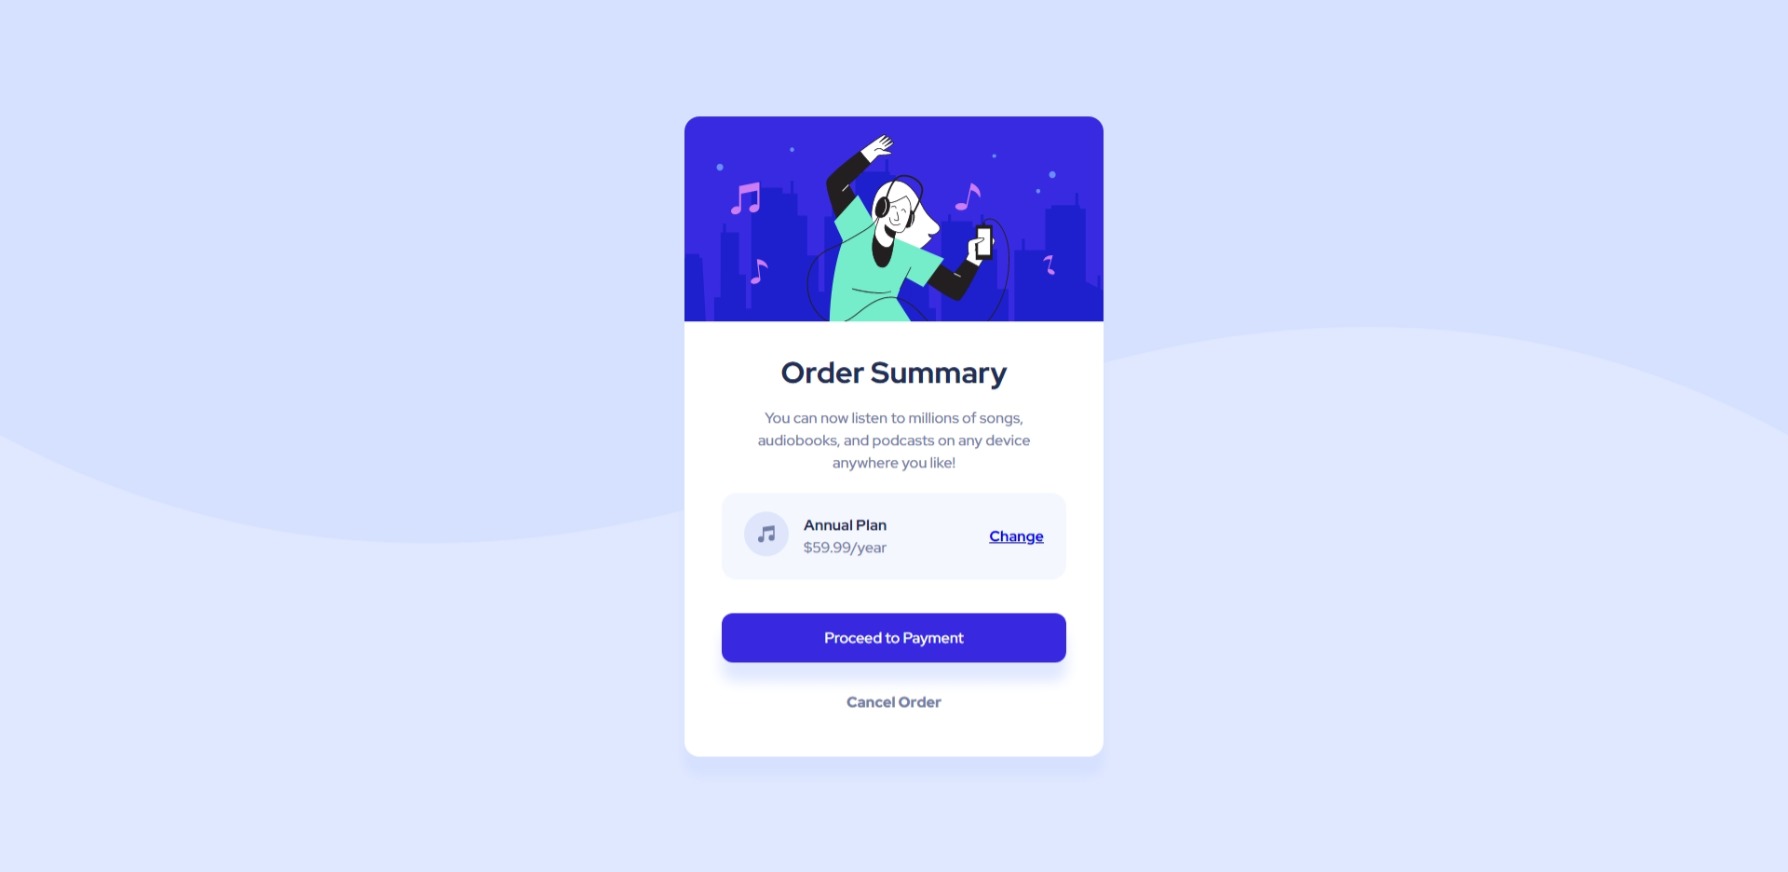 Order Summary
You can now listen to millions of songs,
audiobooks, and podcasts on any device
anywhere you like!
Annual Plan
$59.99/year
Change
Proceed to Payment
Cancel Order